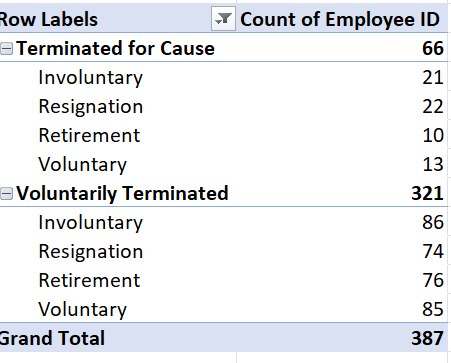 Row Labels Count of Employee ID
Terminated for Cause 66
Involuntary 21
Resignation 22
Retirement 10
Voluntary 13
Voluntarily Terminated 321
Involuntary 86
Resignation 74
Retirement 76
Voluntary 85
Grand Total 387